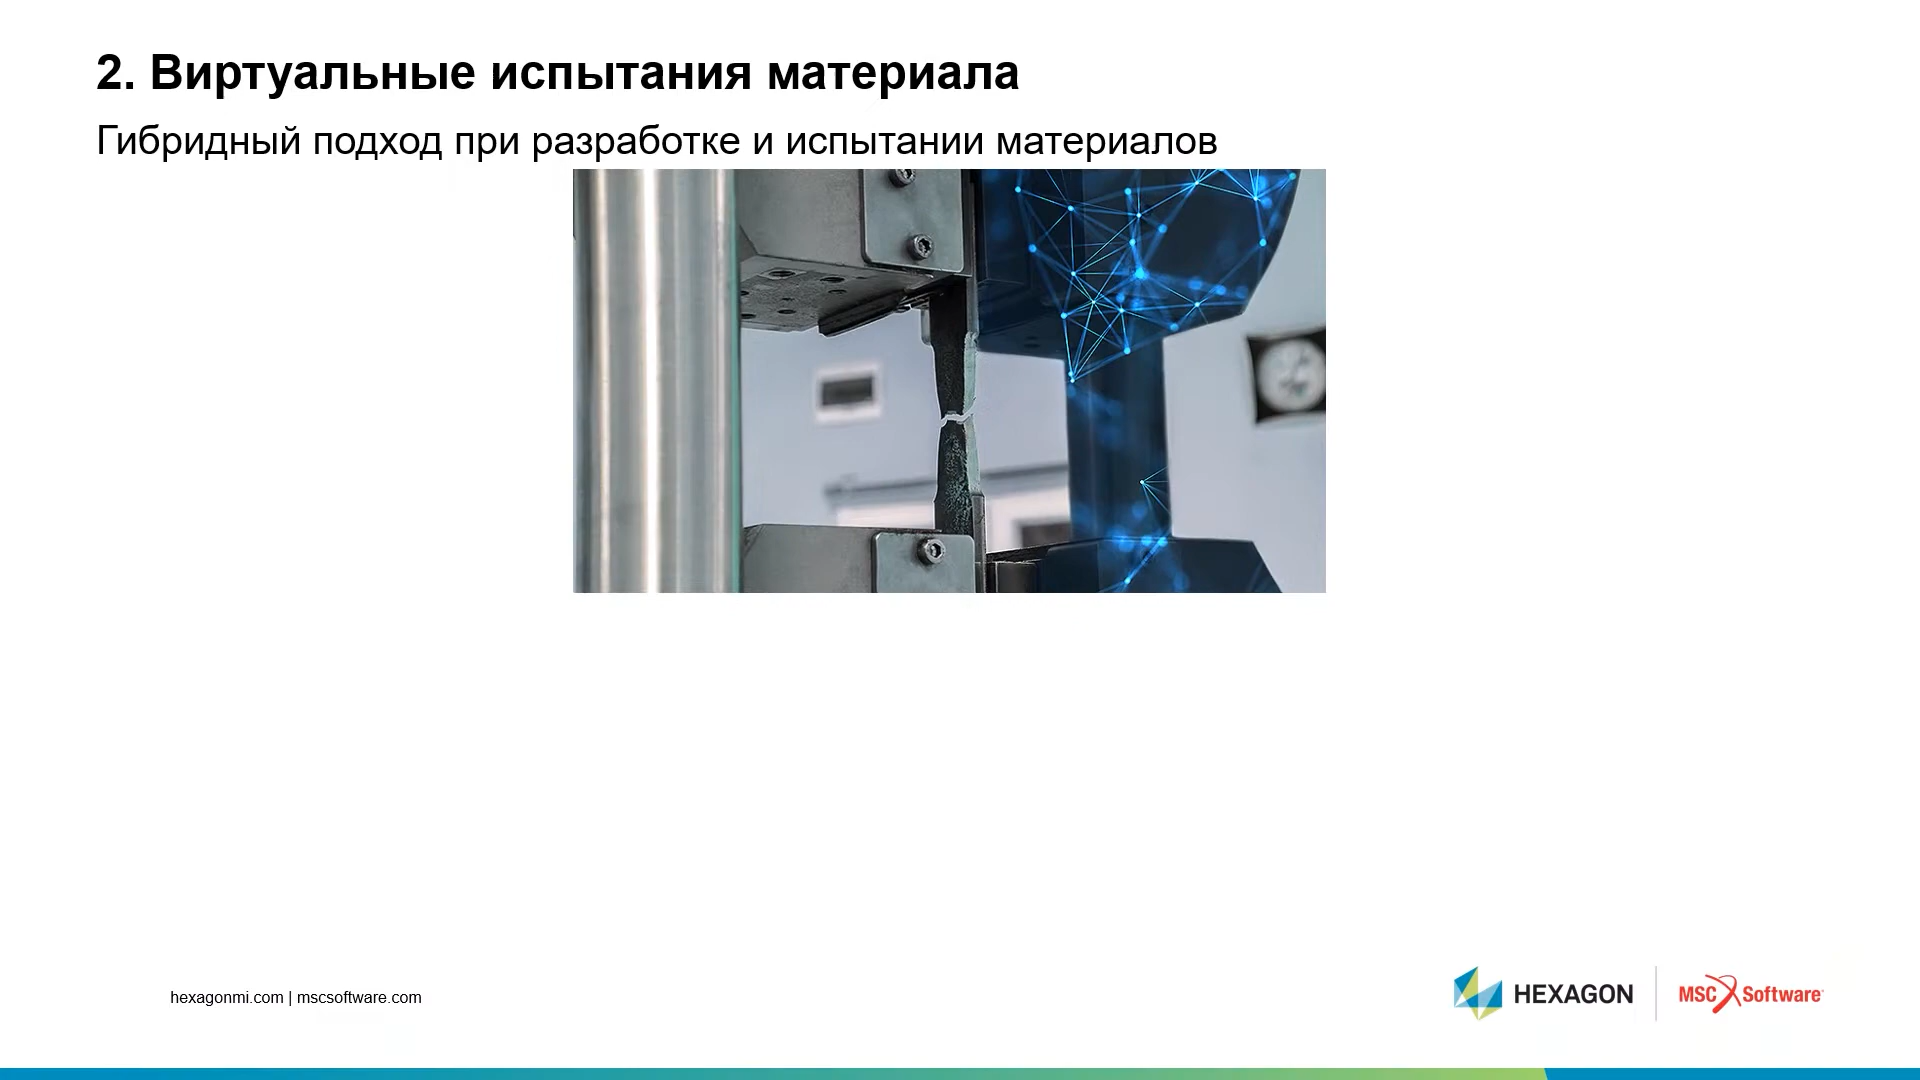 2. Виртуальные испытания материала
Гибридный подход при разработке и испытании материалов
hexagonmi.com | mscsoftware.com
HEXAGON
MSC Software